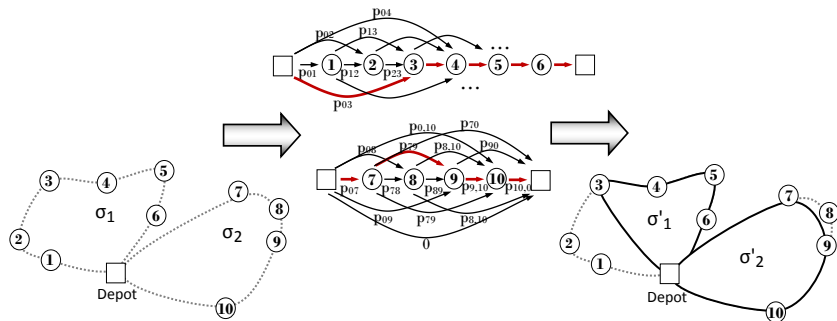 p04
p02 p13
...
1 2 3 4 5 6
p01 p12 p23
...
p03
p0,10 p70
p08 p79 p8,10 p90
7 8 9 10
p07 p78 p89 p9,10 p10,0
p09 p79 p8,10
0
3 4 5
σ1
6
2
1
Depot
7
8
σ2
9
10
3 4 5
σ'1
6
2
1
Depot
7
8
σ'2
9
10